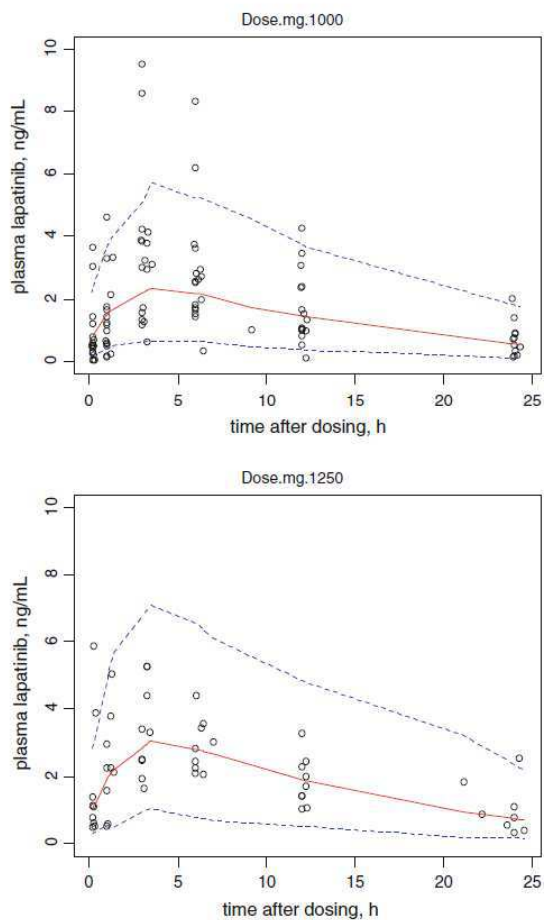 Dose.mg.1000
10
8
6
4
2
0
plasma lapatinib, ng/mL
0 5 10 15 20 25
time after dosing, h
Dose.mg.1250
10
8
6
4
2
0
plasma lapatinib, ng/mL
0 5 10 15 20 25
time after dosing, h